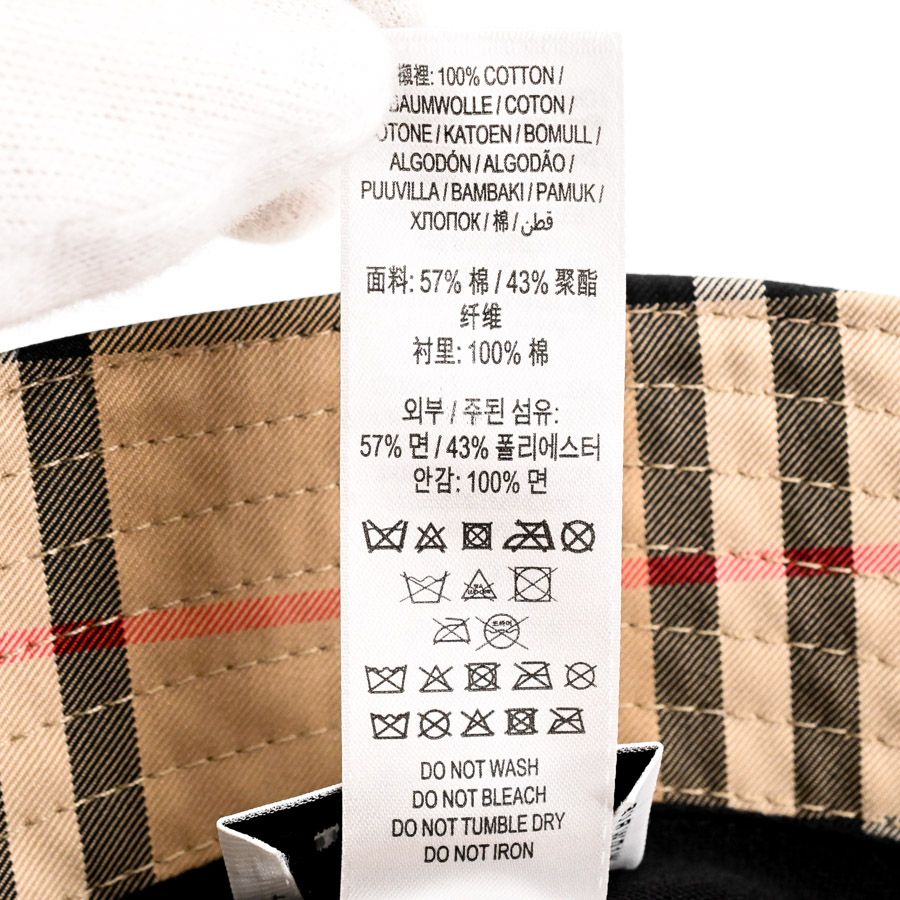 襯裡: 100% COTTON /
BAUMWOLLE / COTON /
COTONE / KATOEN / BOMULL /
ALGODÓN / ALGODÃO /
PUUVILLA / BAMBAKI / PAMUK /
ХЛОПОК / 棉 / قطن
面料: 57% 棉 / 43% 聚酯
纤维
衬里: 100% 棉
외부 / 주된 섬유:
57% 면 / 43% 폴리에스터
안감: 100% 면
DO NOT WASH
DO NOT BLEACH
DO NOT TUMBLE DRY
DO NOT IRON